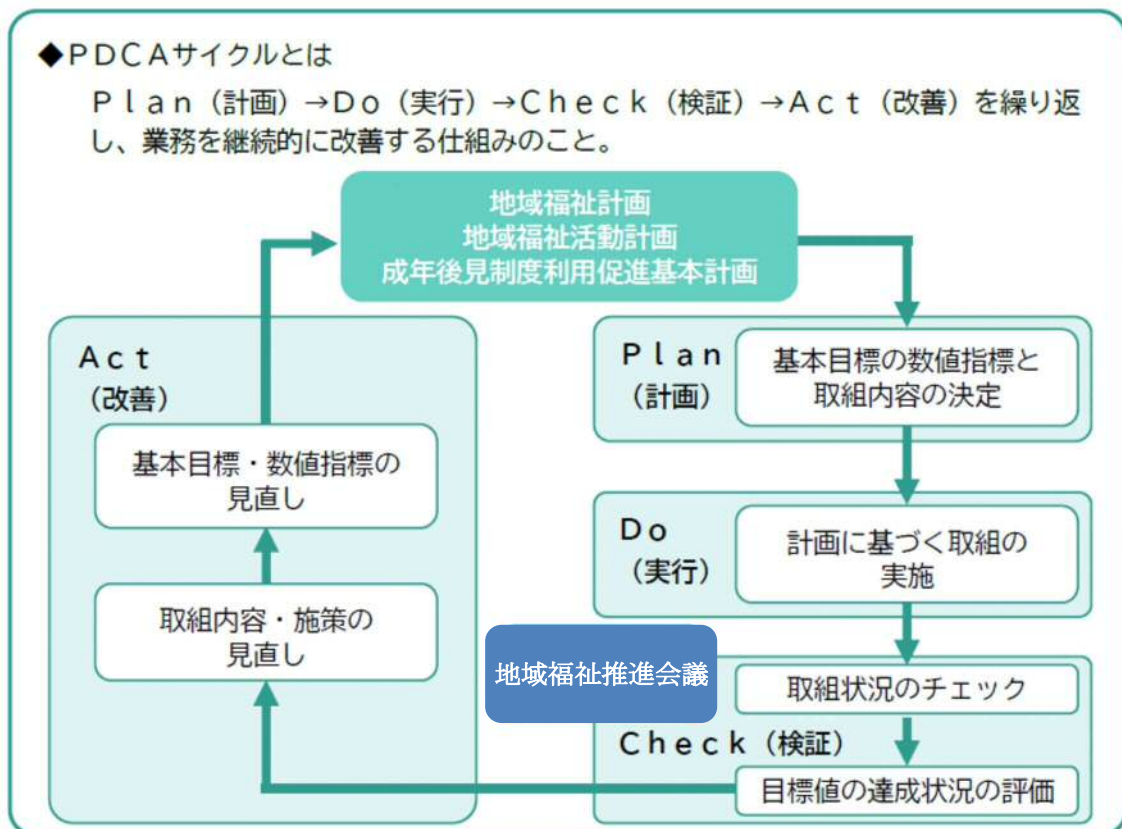 ◆ＰＤＣＡサイクルとは
Ｐｌａｎ（計画）→Ｄｏ（実行）→Ｃｈｅｃｋ（検証）→Ａｃｔ（改善）を繰り返
し、業務を継続的に改善する仕組みのこと。
地域福祉計画
地域福祉活動計画
成年後見制度利用促進基本計画
Ｐｌａｎ
（計画）
基本目標の数値指標と
取組内容の決定
Ｄｏ
（実行）
計画に基づく取組の
実施
地域福祉推進会議
Ｃｈｅｃｋ（検証）
取組状況のチェック
目標値の達成状況の評価
Ａｃｔ
（改善）
取組内容・施策の
見直し
基本目標・数値指標の
見直し